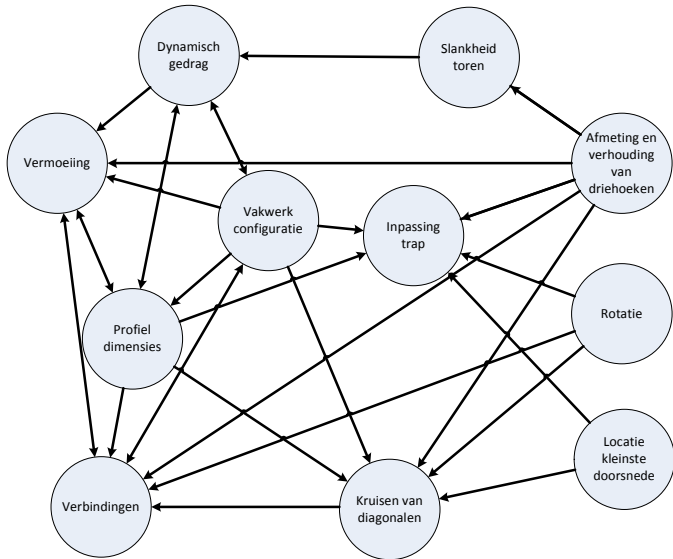 Dynamisch
gedrag
Slankheid
toren
Vermoeiing
Afmeting en
verhouding
van
driehoeken
Vakwerk
configuratie
Inpassing
trap
Profiel
dimensies
Rotatie
Locatie
kleinste
doorsnede
Verbindingen
Kruisen van
diagonalen